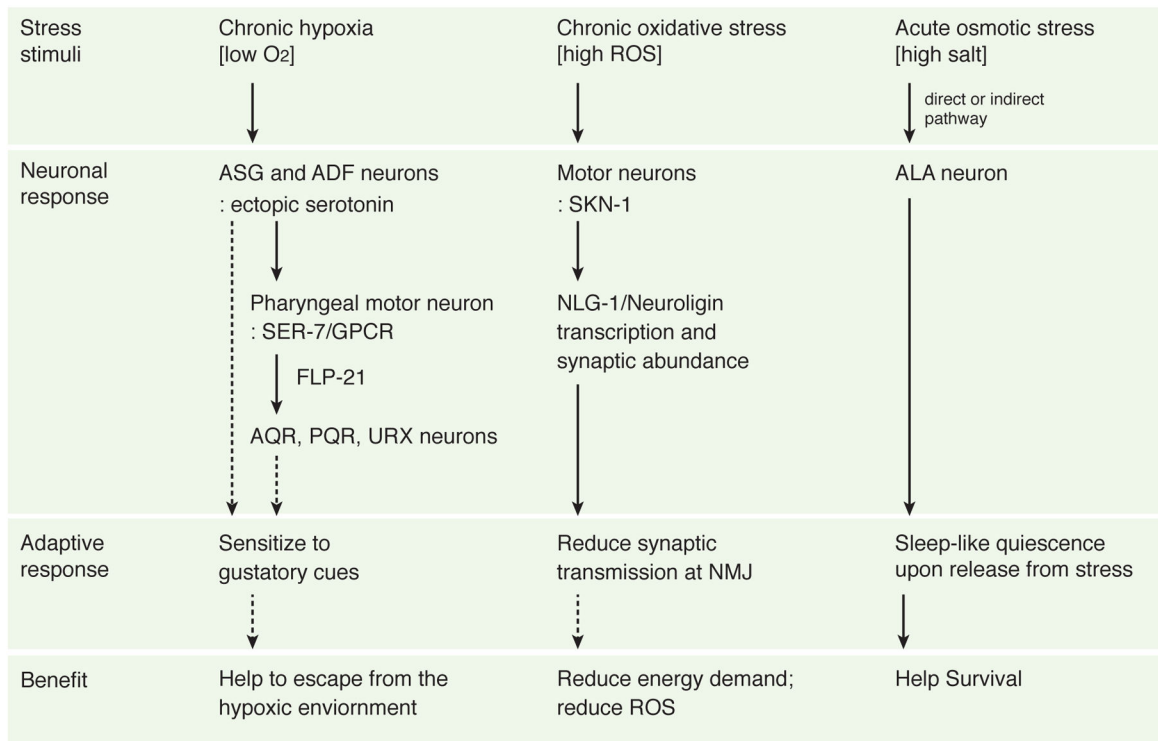 Stress
stimuli
Chronic hypoxia
[low O2]
Chronic oxidative stress
[high ROS]
Acute osmotic stress
[high salt]
direct or indirect
pathway
Neuronal
response
ASG and ADF neurons
: ectopic serotonin
Pharyngeal motor neuron
: SER-7/GPCR
FLP-21
AQR, PQR, URX neurons
Motor neurons
: SKN-1
NLG-1/Neuroligin
transcription and
synaptic abundance
ALA neuron
Adaptive
response
Sensitize to
gustatory cues
Reduce synaptic
transmission at NMJ
Sleep-like quiescence
upon release from stress
Benefit
Help to escape from the
hypoxic enviornment
Reduce energy demand;
reduce ROS
Help Survival